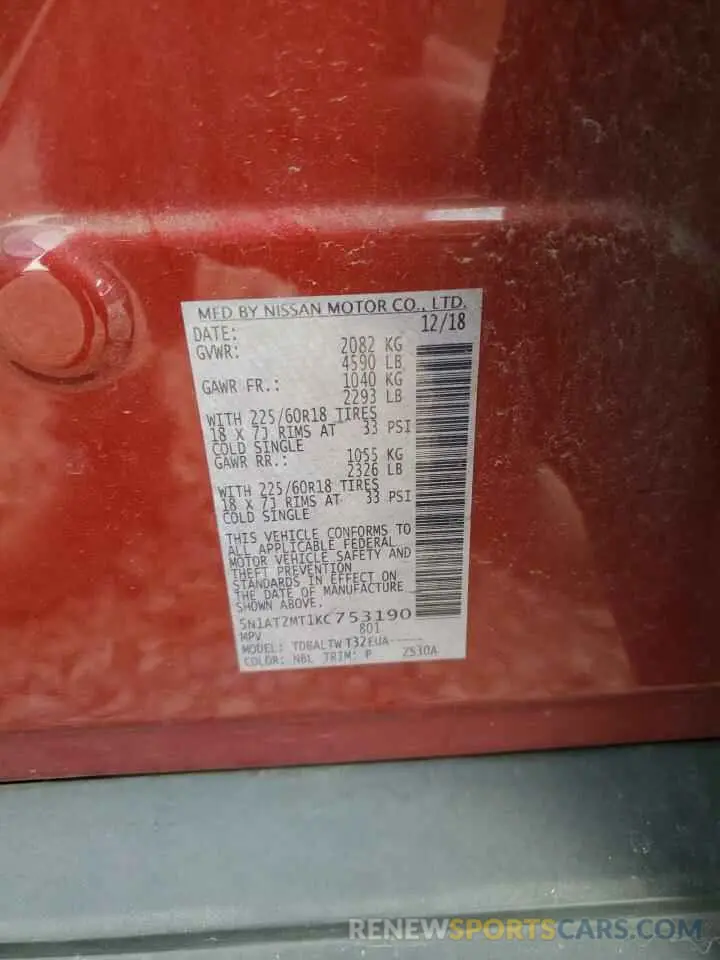 MFD BY NISSAN MOTOR CO., LTD.
DATE: 12/18
GVWR: 2082 KG
4590 LB
GAWR FR.: 1040 KG
2293 LB
WITH 225/60R18 TIRES
18 X 7J RIMS AT 33 PSI
COLD SINGLE
GAWR RR.: 1055 KG
2326 LB
WITH 225/60R18 TIRES
18 X 7J RIMS AT 33 PSI
COLD SINGLE
THIS VEHICLE CONFORMS TO
ALL APPLICABLE FEDERAL
MOTOR VEHICLE SAFETY AND
THEFT PREVENTION
STANDARDS IN EFFECT ON
THE DATE OF MANUFACTURE
SHOWN ABOVE.
5N1AT2MT1KC753190
MPV 801
MODEL: TDBALTW T32EUA-----
COLOR: NBL TRIM: P ZS30A
RENEWSPORTSCARS.COM